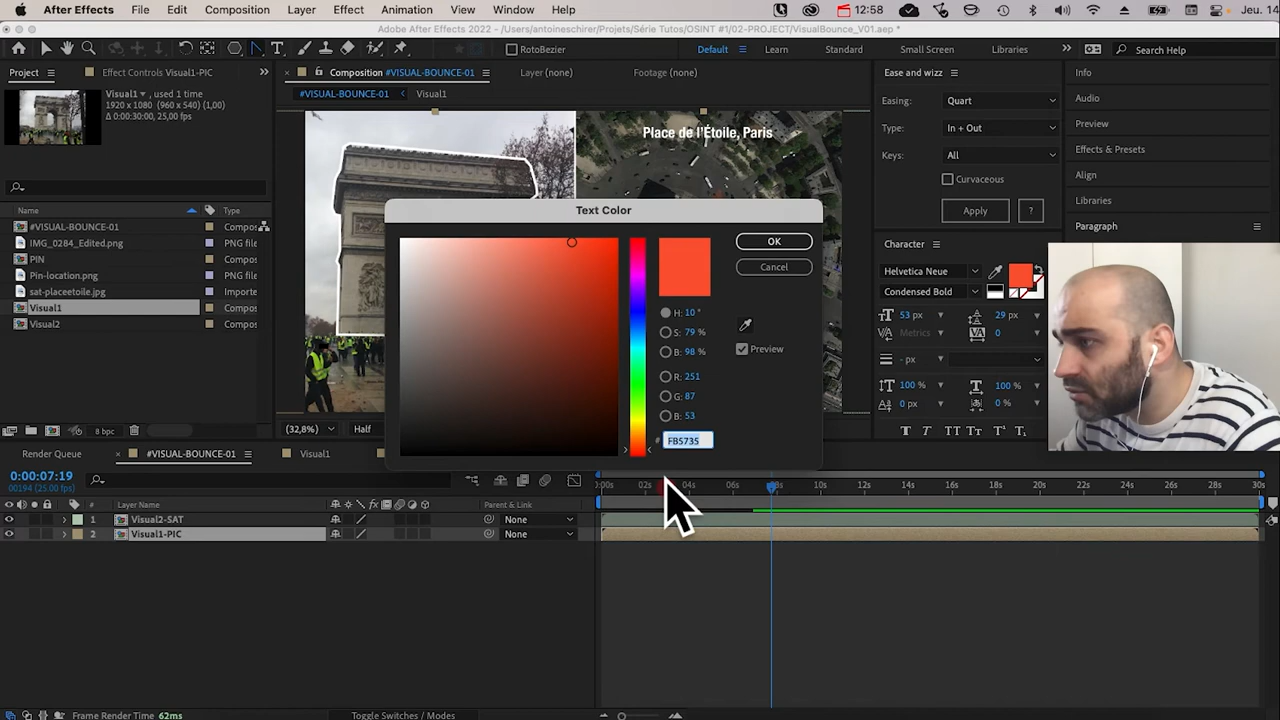 After Effects File Edit Composition Layer Effect Animation View Window Help 12:58 Jeu. 14
Adobe After Effects 2022 - /Users/antoineschirer/Projets/Série Tutos/OSINT #1/02-PROJECT/VisualBounce_V01.aep *
RotoBezier Default Learn Standard Small Screen Libraries Search Help
Project Effect Controls Visual1-PIC Composition #VISUAL-BOUNCE-01 Layer (none) Footage (none) Ease and wizz Info
Visual1 , used 1 time
1920 x 1080 (960 x 540) (1,00)
Δ 0:00:30:00, 25,00 fps
#VISUAL-BOUNCE-01 Visual1
Easing: Quart
Type: In + Out
Keys: All
Curvaceous
Apply ?
Audio
Preview
Effects & Presets
Align
Libraries
Paragraph
Place de l'Étoile, Paris
Name Type
#VISUAL-BOUNCE-01 Compos
IMG_0284_Edited.png PNG file
PIN Compos
Pin-location.png PNG file
sat-placeetoile.jpg Importe
Visual1 Compos
Visual2 Compos
8 bpc
Text Color
OK
Cancel
H: 10 °
S: 79 %
B: 98 %
Preview
R: 251
G: 87
B: 53
# FB5735
Character
Helvetica Neue
Condensed Bold
53 px 29 px
Metrics 0
- px
100 % 100 %
0 px 0 %
T T TT Tт T¹ T₁
(32,8%) Half
Render Queue #VISUAL-BOUNCE-01 Visual1
0:00:07:19
00194 (25.00 fps)
:00s 02s 04s 06s 08s 10s 12s 14s 16s 18s 20s 22s 24s 26s 28s 30s
# Layer Name Parent & Link
1 Visual2-SAT None
2 Visual1-PIC None
Frame Render Time 62ms Toggle Switches / Modes